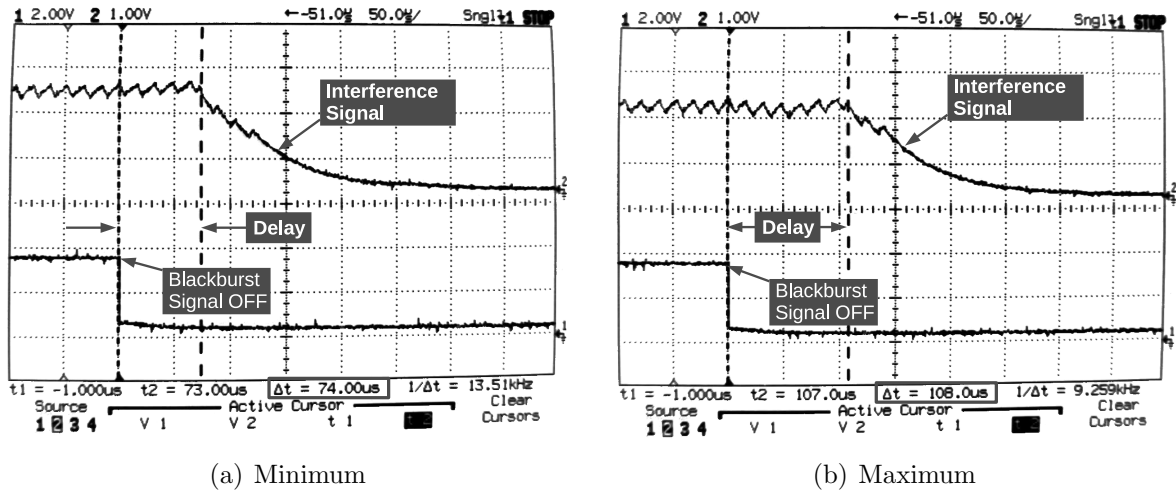 1 2.00V 2 1.00V ←-51.0% 50.0%/ Sngl↑1 STOP
Interference
Signal
2
Delay
Blackburst
Signal OFF
1
t1 = -1.000us t2 = 73.00us Δt = 74.00us 1/Δt = 13.51kHz
Source Active Cursor Clear
1 2 3 4 V 1 V 2 t 1 Cursors
(a) Minimum
1 2.00V 2 1.00V ←-51.0% 50.0%/ Sngl↑1 STOP
Interference
Signal
2
Delay
Blackburst
Signal OFF
1
t1 = -1.000us t2 = 107.0us Δt = 108.0us 1/Δt = 9.259kHz
Source Active Cursor Clear
1 2 3 4 V 1 V 2 t 1 Cursors
(b) Maximum